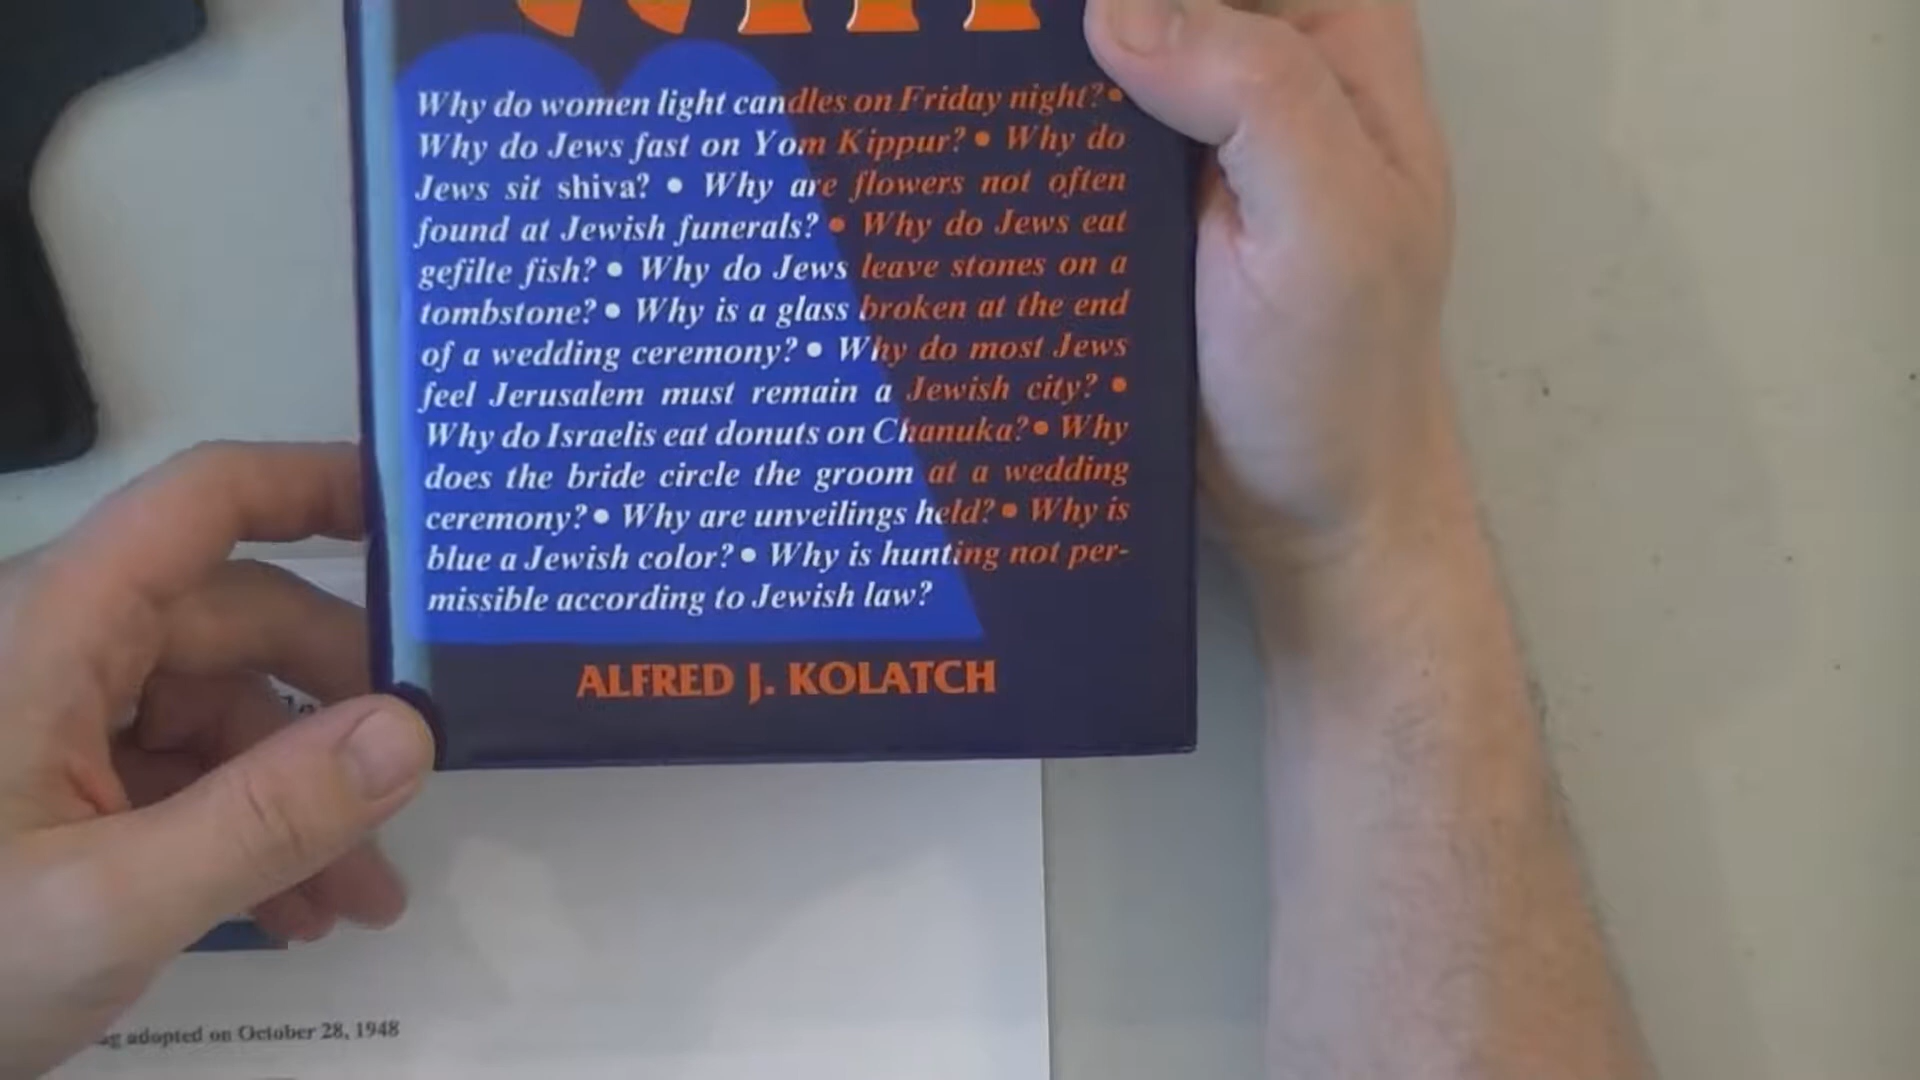 Why do women light candles on Friday night? •
Why do Jews fast on Yom Kippur? • Why do
Jews sit shiva? • Why are flowers not often
found at Jewish funerals? • Why do Jews eat
gefilte fish? • Why do Jews leave stones on a
tombstone? • Why is a glass broken at the end
of a wedding ceremony? • Why do most Jews
feel Jerusalem must remain a Jewish city? •
Why do Israelis eat donuts on Chanuka? • Why
does the bride circle the groom at a wedding
ceremony? • Why are unveilings held? • Why is
blue a Jewish color? • Why is hunting not per-
missible according to Jewish law?
ALFRED J. KOLATCH
adopted on October 28, 1948